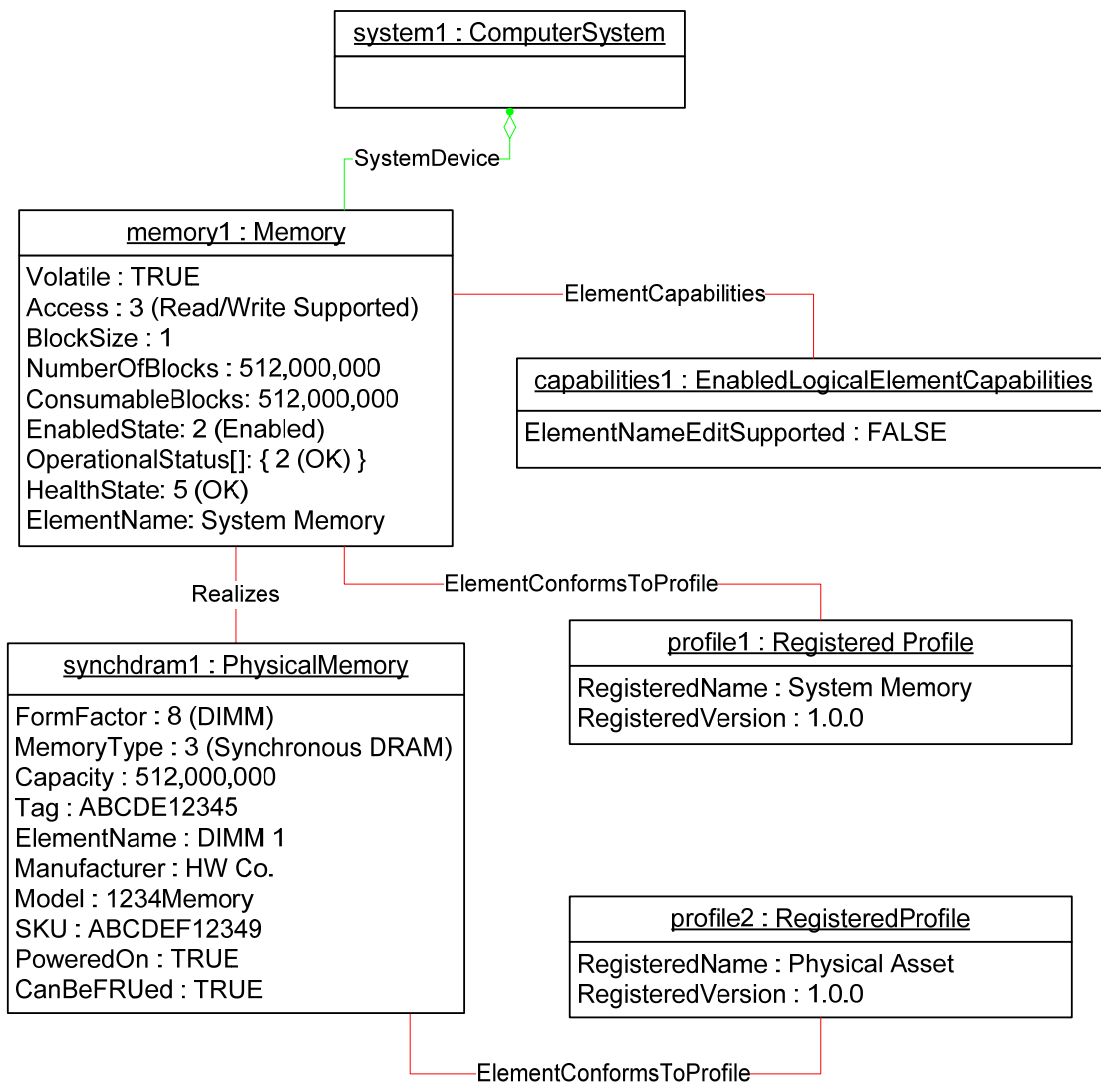 system1 : ComputerSystem
SystemDevice
memory1 : Memory
Volatile : TRUE
Access : 3 (Read/Write Supported)
BlockSize : 1
NumberOfBlocks : 512,000,000
ConsumableBlocks: 512,000,000
EnabledState: 2 (Enabled)
OperationalStatus[]: { 2 (OK) }
HealthState: 5 (OK)
ElementName: System Memory
ElementCapabilities
capabilities1 : EnabledLogicalElementCapabilities
ElementNameEditSupported : FALSE
Realizes
ElementConformsToProfile
synchdram1 : PhysicalMemory
FormFactor : 8 (DIMM)
MemoryType : 3 (Synchronous DRAM)
Capacity : 512,000,000
Tag : ABCDE12345
ElementName : DIMM 1
Manufacturer : HW Co.
Model : 1234Memory
SKU : ABCDEF12349
PoweredOn : TRUE
CanBeFRUed : TRUE
profile1 : Registered Profile
RegisteredName : System Memory
RegisteredVersion : 1.0.0
profile2 : RegisteredProfile
RegisteredName : Physical Asset
RegisteredVersion : 1.0.0
ElementConformsToProfile